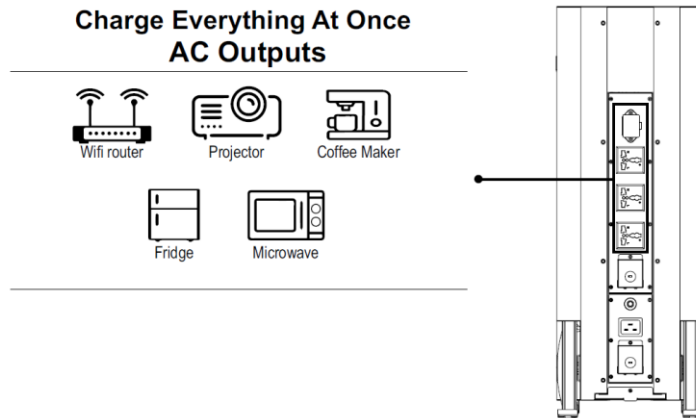 Charge Everything At Once
AC Outputs
Wifi router
Projector
Coffee Maker
Fridge
Microwave